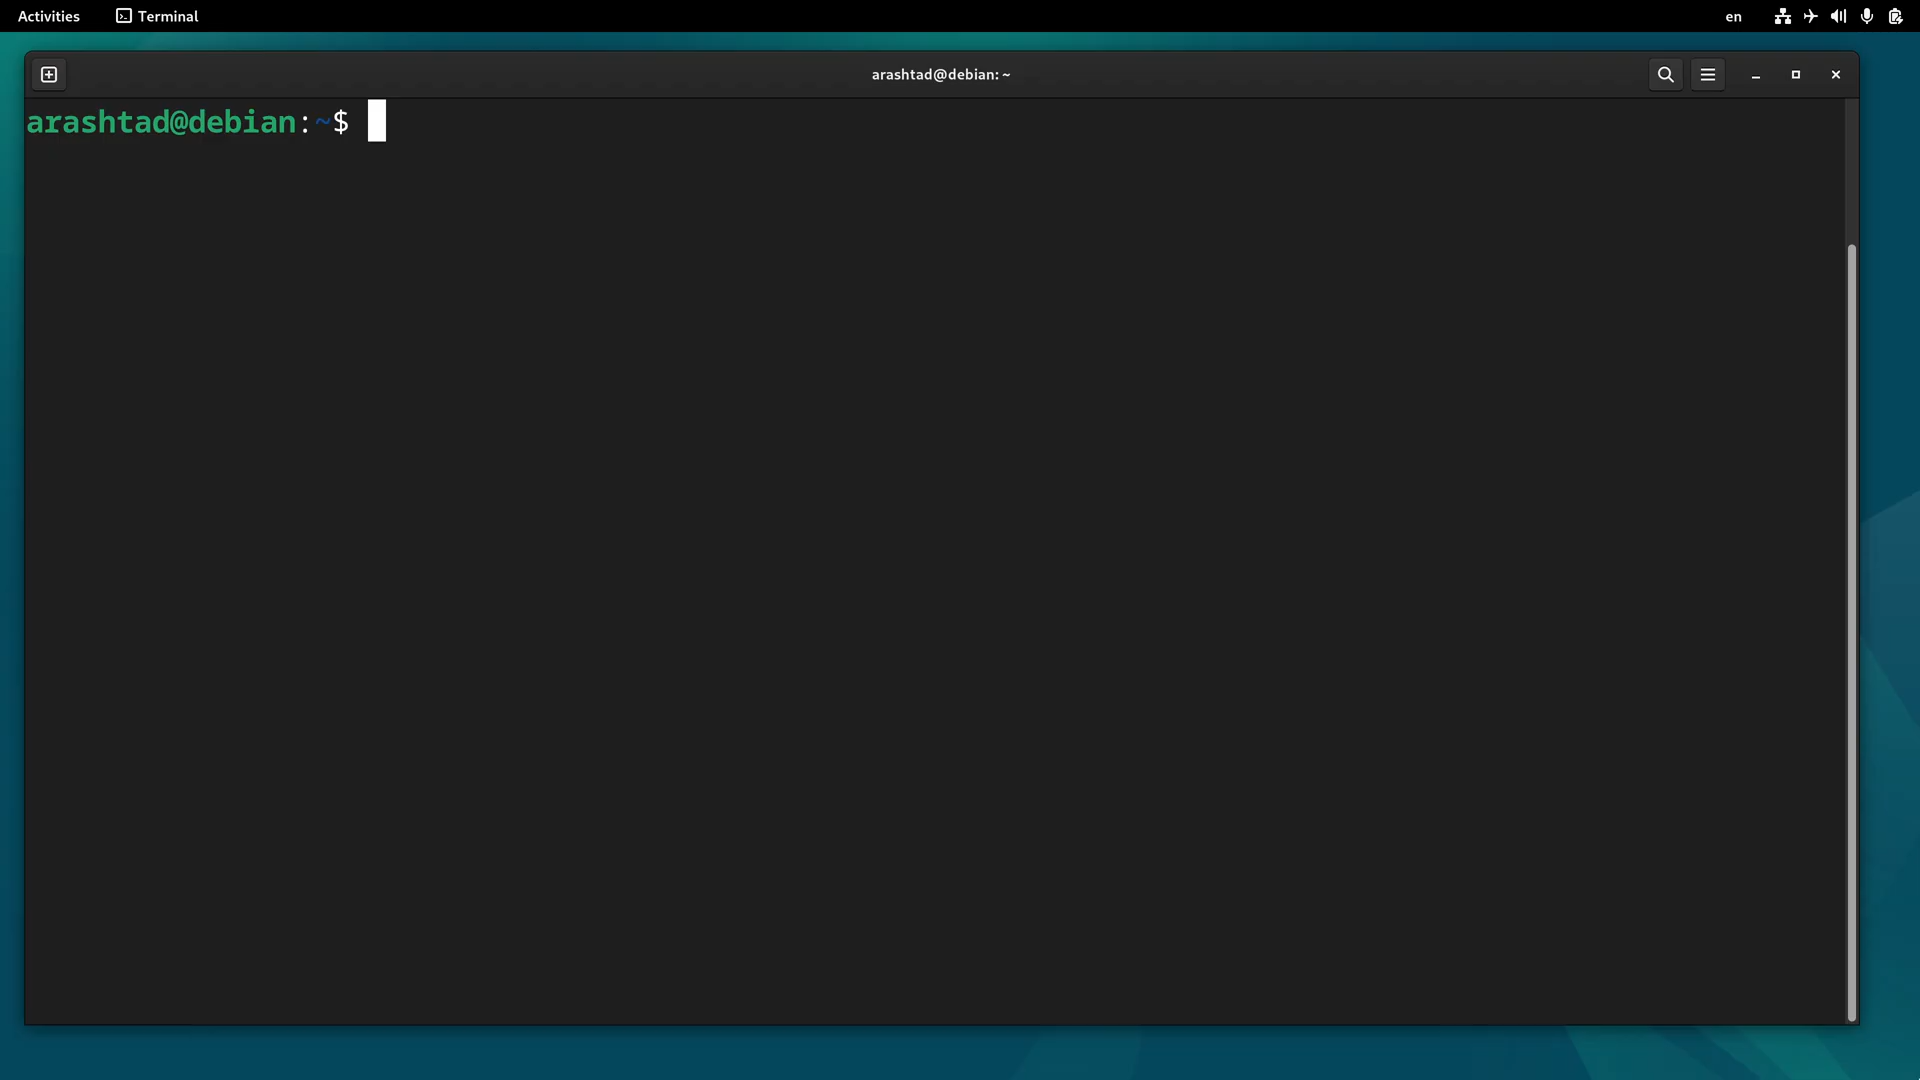 Activities
Terminal
en
arashtad@debian: ~
arashtad@debian:~$